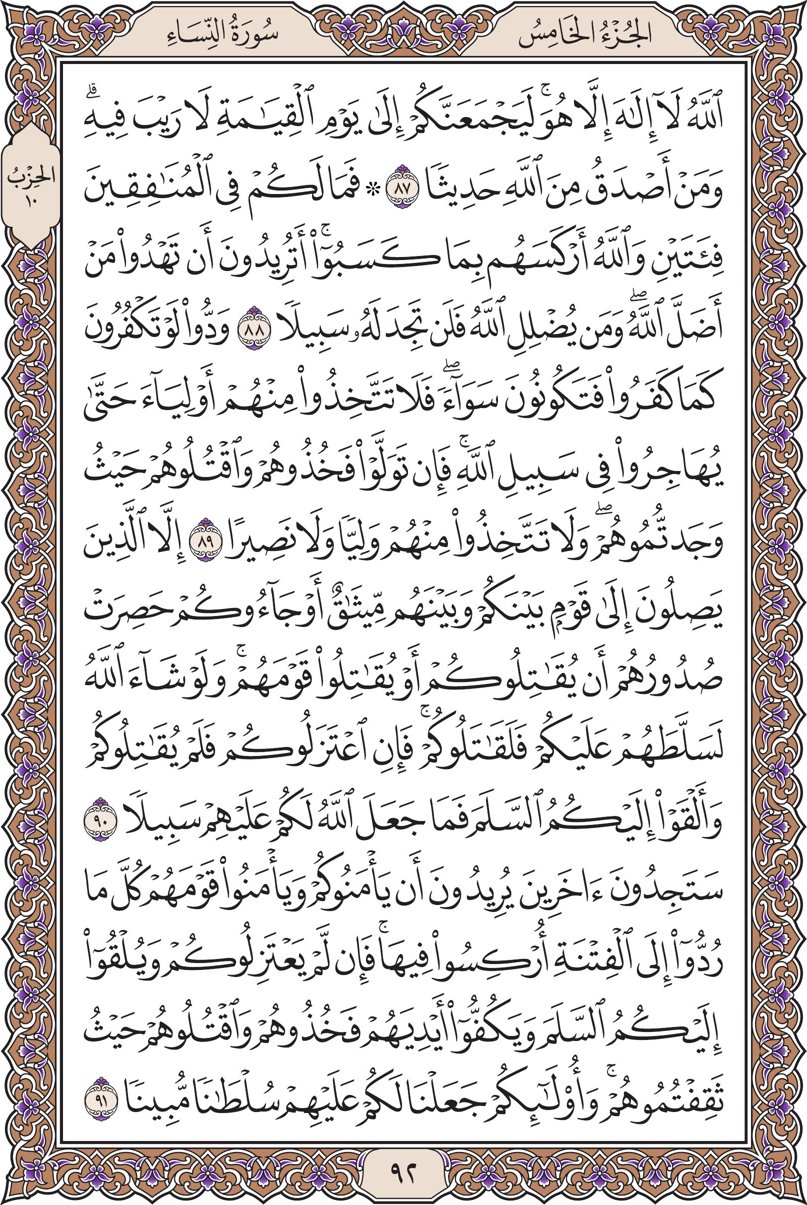 الجُزْءُ الخَامِسُ
سُورَةُ النِّسَاءِ
ٱللَّهُ لَآ إِلَٰهَ إِلَّا هُوَۚ لَيَجۡمَعَنَّكُمۡ إِلَىٰ يَوۡمِ ٱلۡقِيَٰمَةِ لَا رَيۡبَ فِيهِۗ
وَمَنۡ أَصۡدَقُ مِنَ ٱللَّهِ حَدِيثٗا ٨٧ ۞ فَمَا لَكُمۡ فِي ٱلۡمُنَٰفِقِينَ
فِئَتَيۡنِ وَٱللَّهُ أَرۡكَسَهُم بِمَا كَسَبُوٓاْۚ أَتُرِيدُونَ أَن تَهۡدُواْ مَنۡ
أَضَلَّ ٱللَّهُۖ وَمَن يُضۡلِلِ ٱللَّهُ فَلَن تَجِدَ لَهُۥ سَبِيلٗا ٨٨ وَدُّواْ لَوۡ تَكۡفُرُونَ
كَمَا كَفَرُواْ فَتَكُونُونَ سَوَآءٗۖ فَلَا تَتَّخِذُواْ مِنۡهُمۡ أَوۡلِيَآءَ حَتَّىٰ
يُهَاجِرُواْ فِي سَبِيلِ ٱللَّهِۚ فَإِن تَوَلَّوۡاْ فَخُذُوهُمۡ وَٱقۡتُلُوهُمۡ حَيۡثُ
وَجَدتُّمُوهُمۡۖ وَلَا تَتَّخِذُواْ مِنۡهُمۡ وَلِيّٗا وَلَا نَصِيرًا ٨٩ إِلَّا ٱلَّذِينَ
يَصِلُونَ إِلَىٰ قَوۡمِۭ بَيۡنَكُمۡ وَبَيۡنَهُم مِّيثَٰقٌ أَوۡ جَآءُوكُمۡ حَصِرَتۡ
صُدُورُهُمۡ أَن يُقَٰتِلُوكُمۡ أَوۡ يُقَٰتِلُواْ قَوۡمَهُمۡۚ وَلَوۡ شَآءَ ٱللَّهُ
لَسَلَّطَهُمۡ عَلَيۡكُمۡ فَلَقَٰتَلُوكُمۡۚ فَإِنِ ٱعۡتَزَلُوكُمۡ فَلَمۡ يُقَٰتِلُوكُمۡ
وَأَلۡقَوۡاْ إِلَيۡكُمُ ٱلسَّلَمَ فَمَا جَعَلَ ٱللَّهُ لَكُمۡ عَلَيۡهِمۡ سَبِيلٗا ٩٠
سَتَجِدُونَ ءَاخَرِينَ يُرِيدُونَ أَن يَأۡمَنُوكُمۡ وَيَأۡمَنُواْ قَوۡمَهُمۡ كُلَّ مَا
رُدُّوٓاْ إِلَى ٱلۡفِتۡنَةِ أُرۡكِسُواْ فِيهَاۚ فَإِن لَّمۡ يَعۡتَزِلُوكُمۡ وَيُلۡقُوٓاْ
إِلَيۡكُمُ ٱلسَّلَمَ وَيَكُفُّوٓاْ أَيۡدِيَهُمۡ فَخُذُوهُمۡ وَٱقۡتُلُوهُمۡ حَيۡثُ
ثَقِفۡتُمُوهُمۡۚ وَأُوْلَٰٓئِكُمۡ جَعَلۡنَا لَكُمۡ عَلَيۡهِمۡ سُلۡطَٰنٗا مُّبِينٗا ٩١
الحِزْبُ
١٠
٩٢